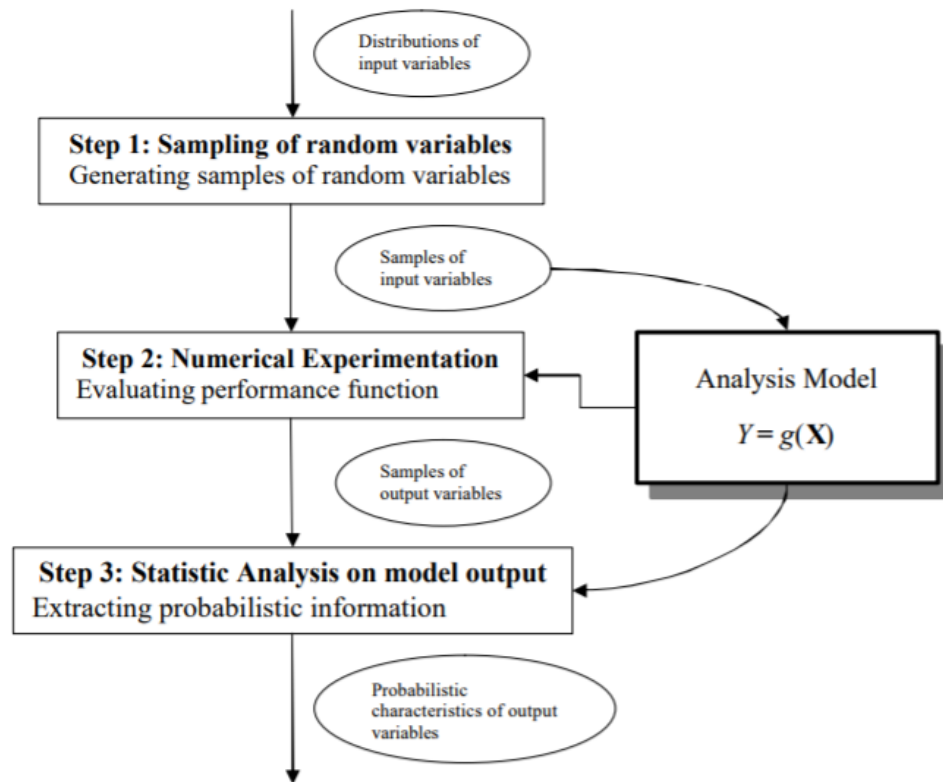 Distributions of
input variables
Step 1: Sampling of random variables
Generating samples of random variables
Samples of
input variables
Step 2: Numerical Experimentation
Evaluating performance function
Analysis Model
Y = g(X)
Samples of
output variables
Step 3: Statistic Analysis on model output
Extracting probabilistic information
Probabilistic
characteristics of output
variables